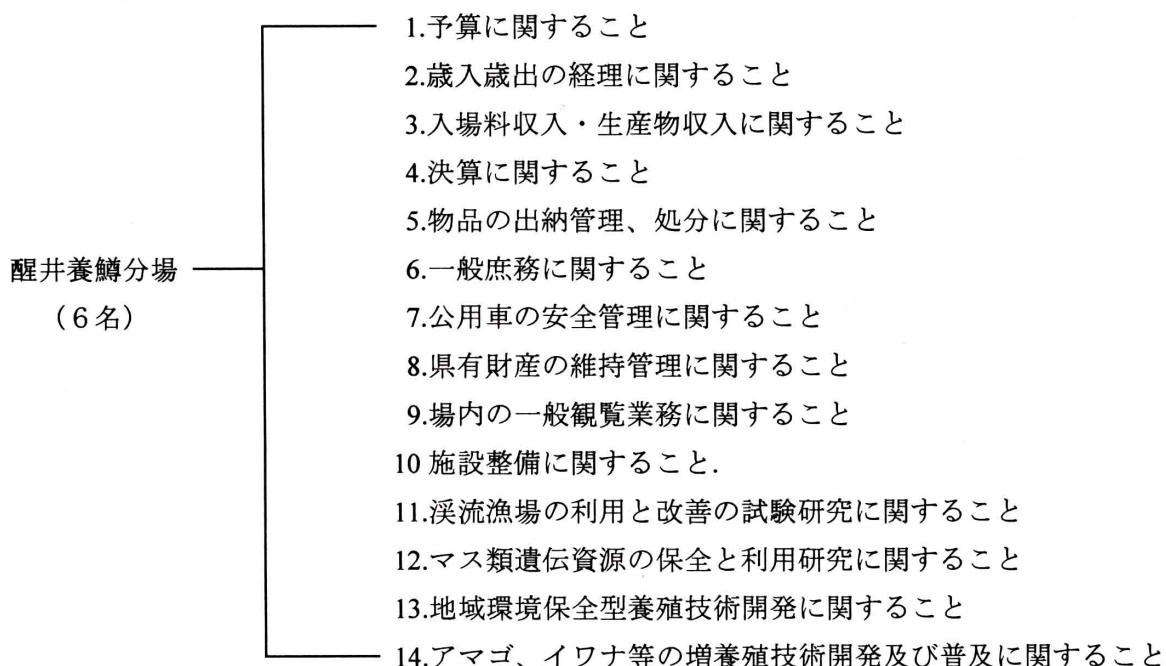 1.予算に関すること
2.歳入歳出の経理に関すること
3.入場料収入・生産物収入に関すること
4.決算に関すること
5.物品の出納管理、処分に関すること
醒井養鱒分場
(6名)
6.一般庶務に関すること
7.公用車の安全管理に関すること
8.県有財産の維持管理に関すること
9.場内の一般観覧業務に関すること
10 施設整備に関すること.
11.渓流漁場の利用と改善の試験研究に関すること
12.マス類遺伝資源の保全と利用研究に関すること
13.地域環境保全型養殖技術開発に関すること
14.アマゴ、イワナ等の増養殖技術開発及び普及に関すること